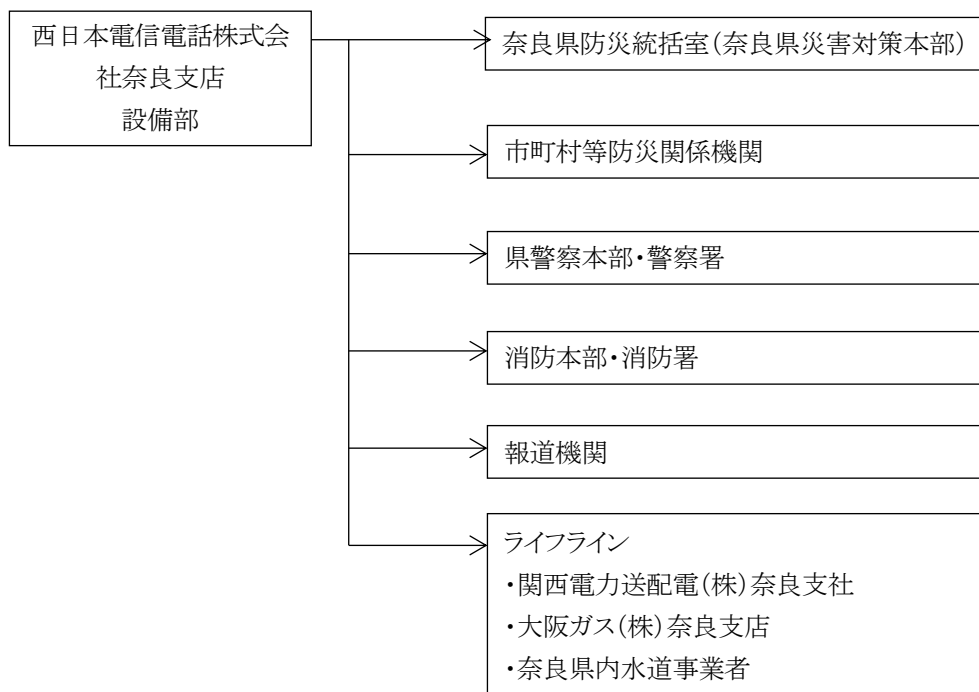 西日本電信電話株式会
社奈良支店
設備部
奈良県防災統括室(奈良県災害対策本部)
市町村等防災関係機関
県警察本部・警察署
消防本部・消防署
報道機関
ライフライン
・関西電力送配電(株)奈良支社
・大阪ガス(株)奈良支店
・奈良県内水道事業者